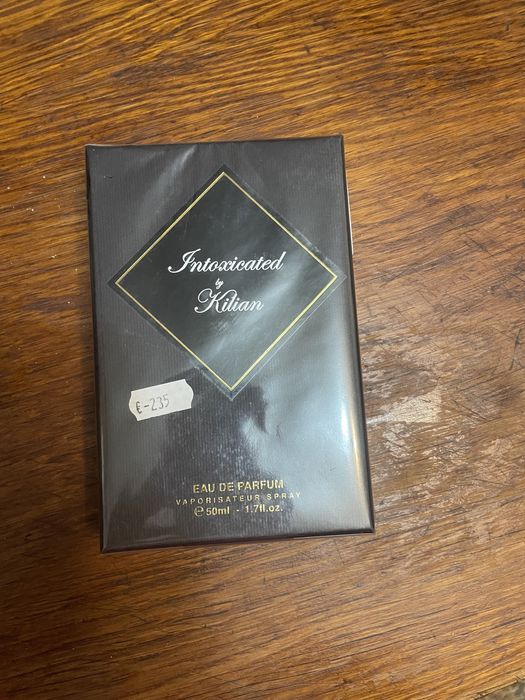 Intoxicated
by
Kilian
€-235
EAU DE PARFUM
VAPORISATEUR SPRAY
℮50ml - 1.7fl.oz.